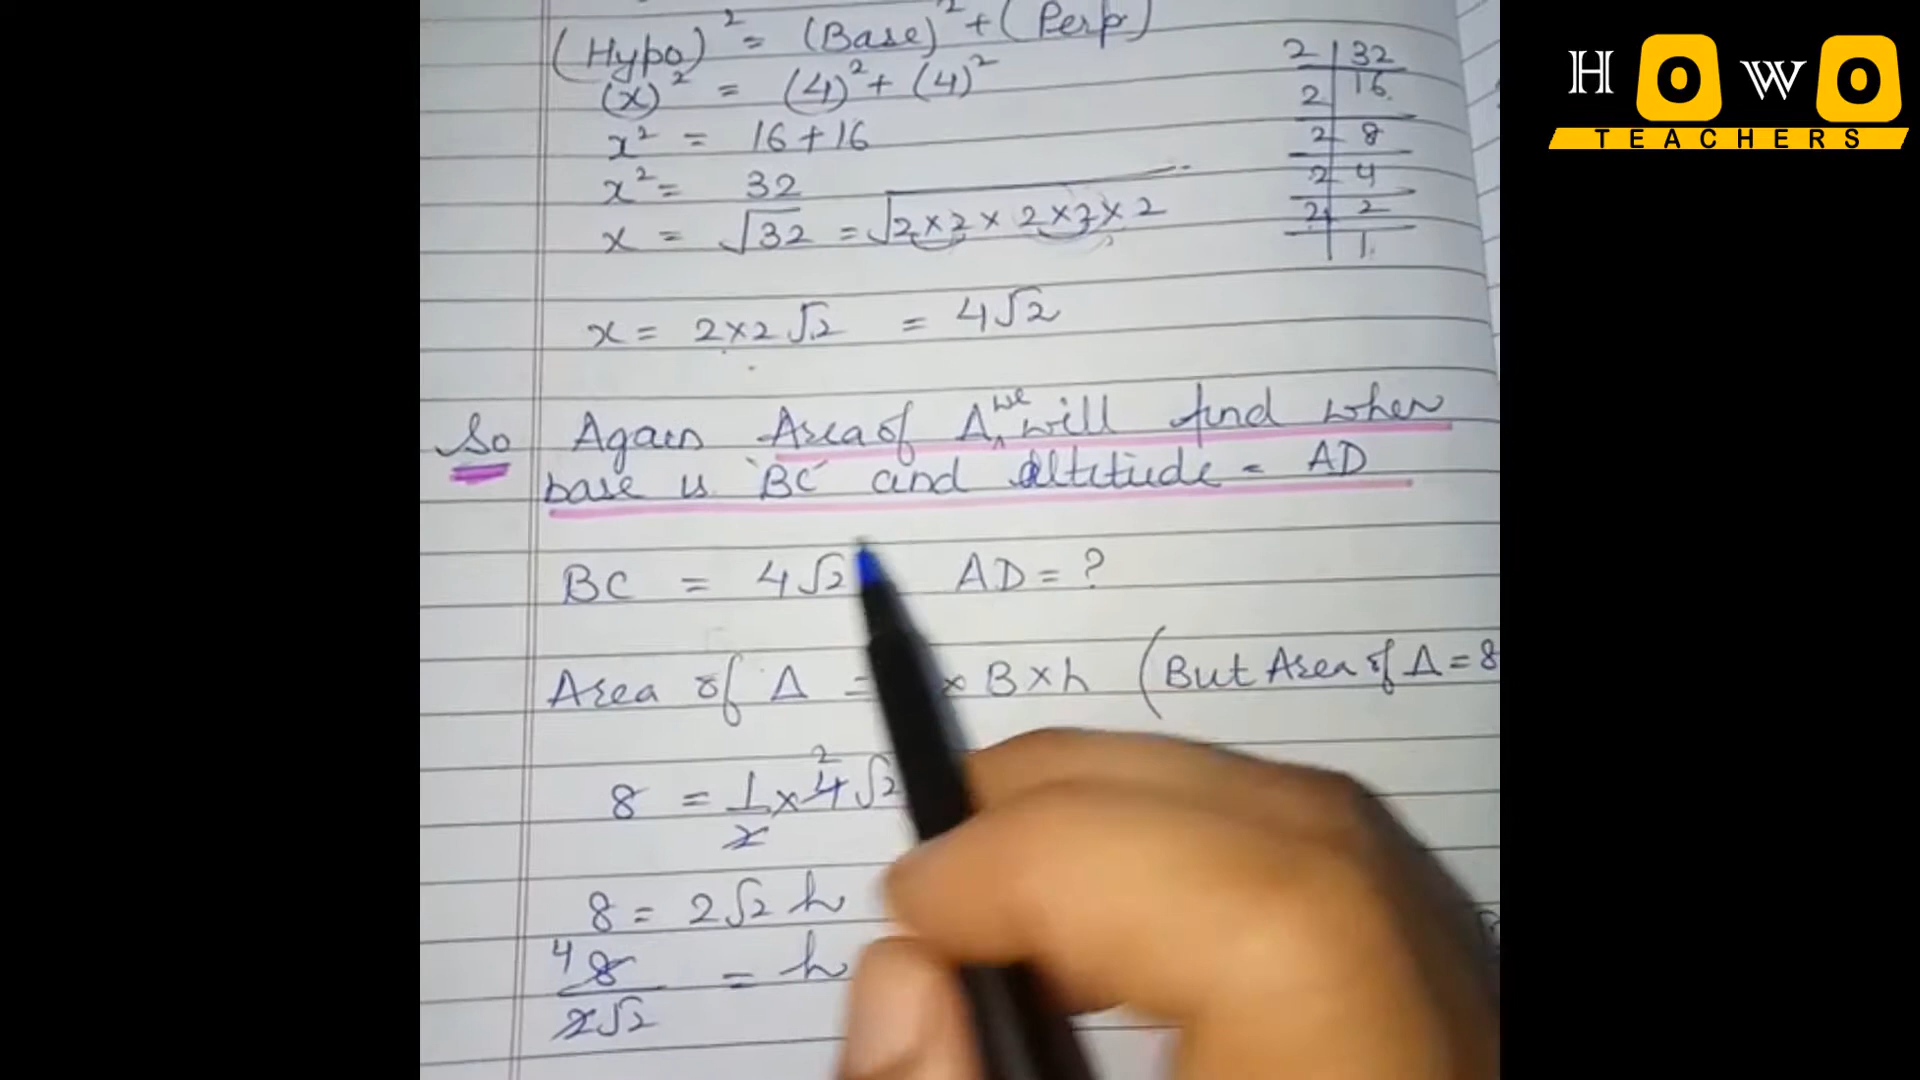 (Hypo)² = (Base)² + (Perp)
(x)² = (4)² + (4)²
x² = 16 + 16
x² = 32
x = √32 = √2×2×2×2×2
x = 2×2√2 = 4√2
2 | 32
2 | 16
2 | 8
2 | 4
2 | 2
1
So Again Area of Δ we will find when
base is BC and altitude = AD
BC = 4√2 AD = ?
Area of Δ = × B × h (But Area of Δ = 8
8 = 1/2 × 4√2
2
8 = 2√2 h
4
8/2√2 = h
HOWO
TEACHERS